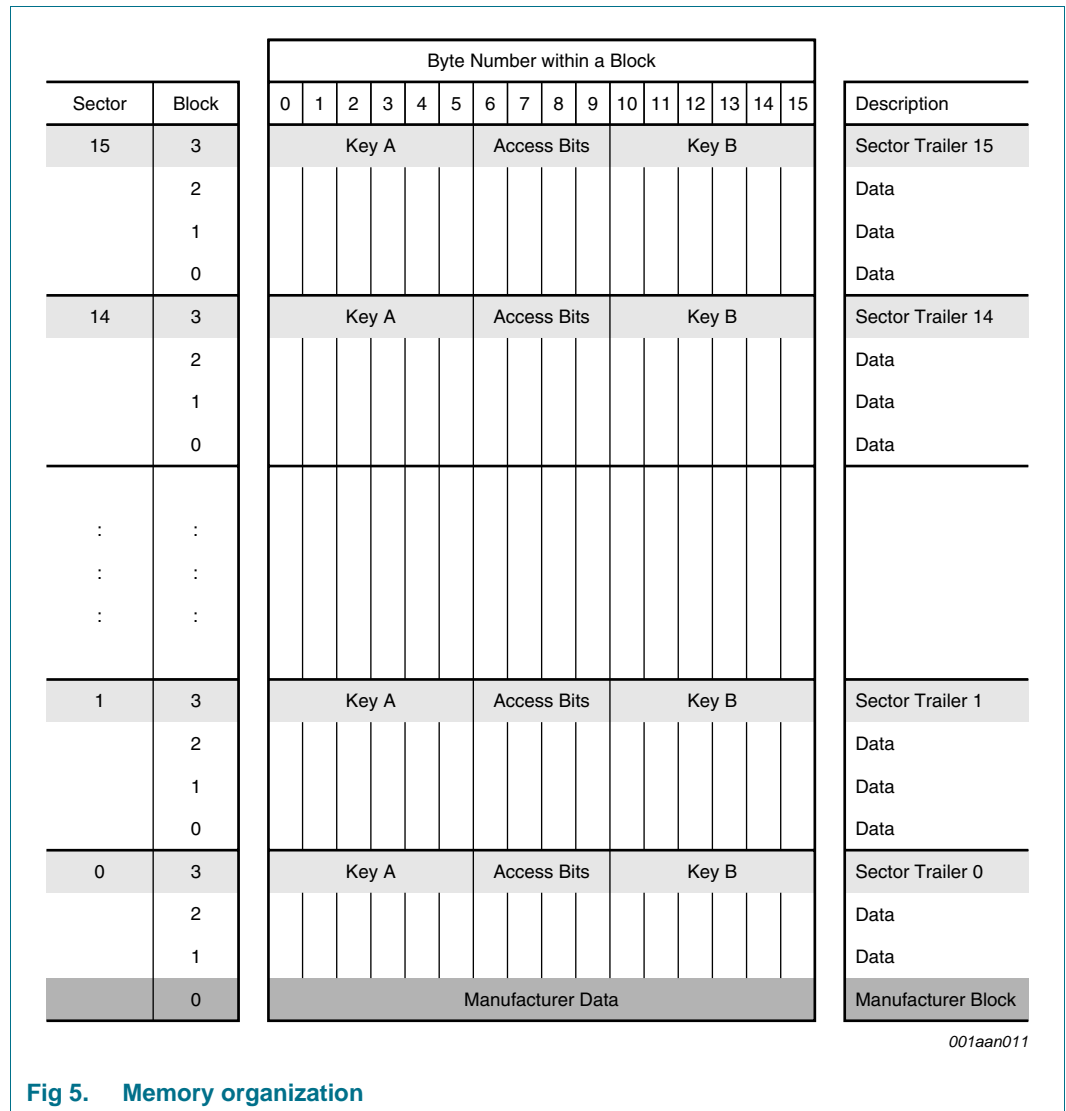 Byte Number within a Block
Sector Block 0 1 2 3 4 5 6 7 8 9 10 11 12 13 14 15 Description
15 3 Key A Access Bits Key B Sector Trailer 15
2 Data
1 Data
0 Data
14 3 Key A Access Bits Key B Sector Trailer 14
2 Data
1 Data
0 Data
: :
: :
: :
1 3 Key A Access Bits Key B Sector Trailer 1
2 Data
1 Data
0 Data
0 3 Key A Access Bits Key B Sector Trailer 0
2 Data
1 Data
0 Manufacturer Data Manufacturer Block
001aan011
Fig 5. Memory organization